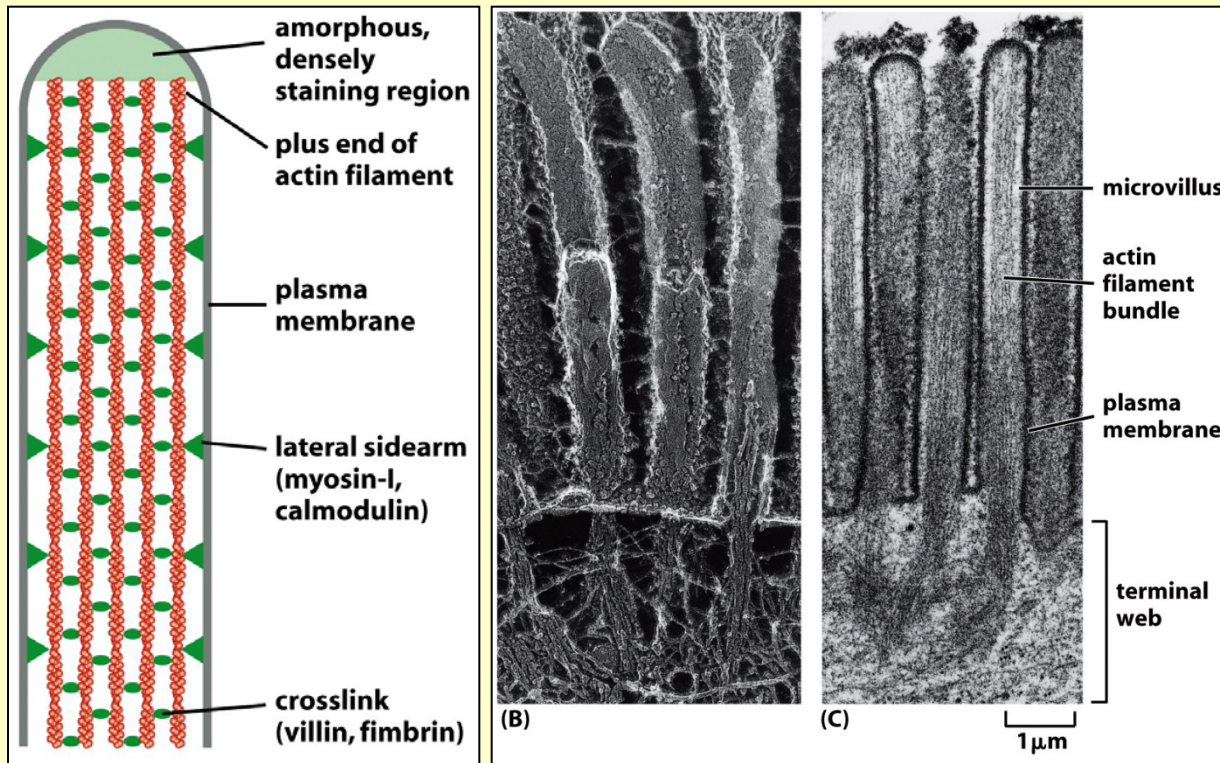 amorphous,
densely
staining region
plus end of
actin filament
plasma
membrane
lateral sidearm
(myosin-I,
calmodulin)
crosslink
(villin, fimbrin)
microvillus
actin
filament
bundle
plasma
membrane
terminal
web
(B)
(C)
1 μm